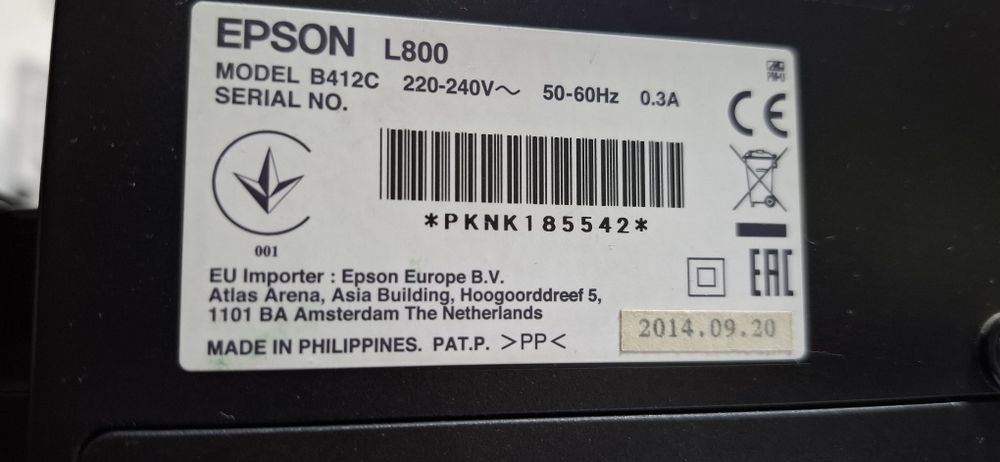 EPSON L800
MODEL B412C 220-240V～ 50-60Hz 0.3A
SERIAL NO.
CE
*PKNK185542*
001
EU Importer : Epson Europe B.V.
Atlas Arena, Asia Building, Hoogoorddreef 5,
1101 BA Amsterdam The Netherlands
EAC
MADE IN PHILIPPINES. PAT.P. >PP<
2014.09.20